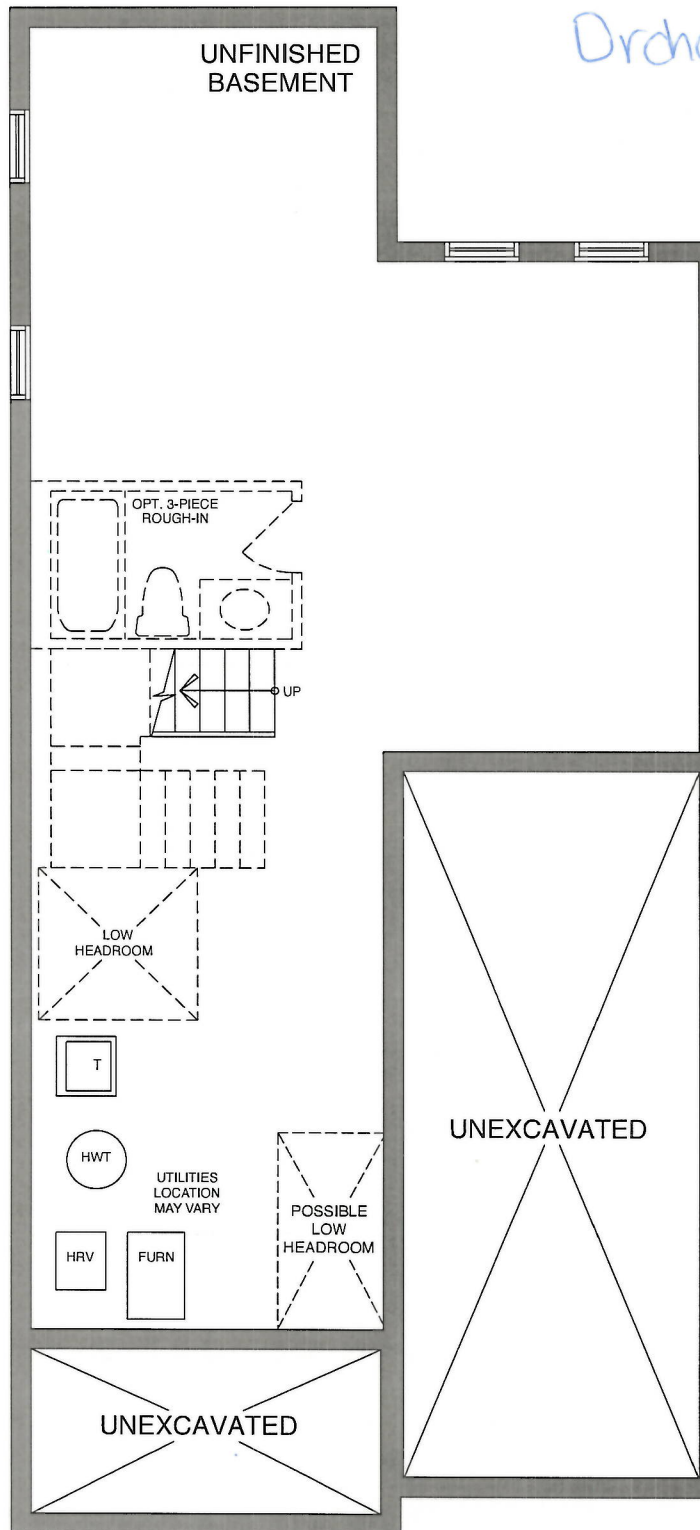 UNFINISHED
BASEMENT
OPT. 3-PIECE
ROUGH-IN
UP
LOW
HEADROOM
T
HWT
UTILITIES
LOCATION
MAY VARY
HRV
FURN
POSSIBLE
LOW
HEADROOM
UNEXCAVATED
UNEXCAVATED